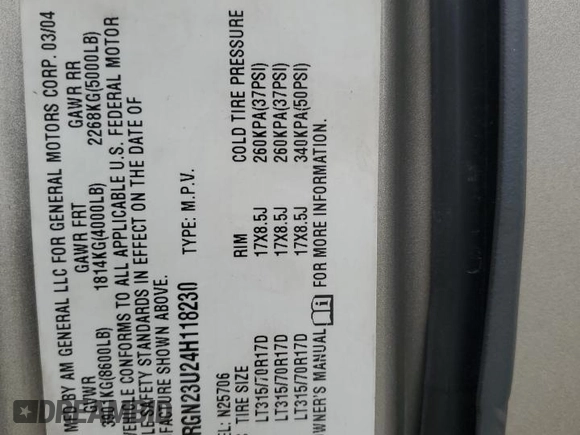 MFD BY AM GENERAL LLC FOR GENERAL MOTORS CORP. 03/04
GVWR GAWR FRT GAWR RR
3901KG(8600LB) 1814KG(4000LB) 2268KG(5000LB)
VEHICLE CONFORMS TO ALL APPLICABLE U.S. FEDERAL MOTOR
SAFETY STANDARDS IN EFFECT ON THE DATE OF
FACTURE SHOWN ABOVE.
RGN23U24H118230 TYPE: M.P.V.
EL: N25706
TIRE SIZE RIM COLD TIRE PRESSURE
LT315/70R17D 17X8.5J 260KPA(37PSI)
LT315/70R17D 17X8.5J 260KPA(37PSI)
LT315/70R17D 17X8.5J 340KPA(50PSI)
OWNER'S MANUAL FOR MORE INFORMATION.
DREAMBID